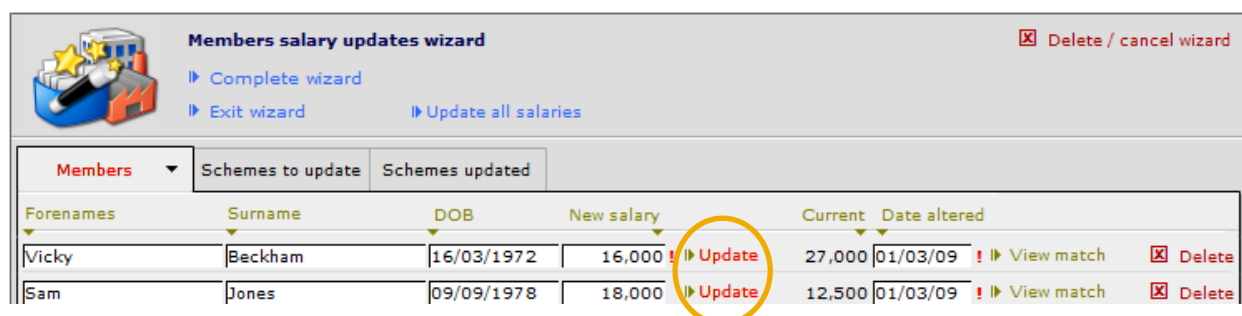 Members salary updates wizard Delete / cancel wizard
Complete wizard
Exit wizard Update all salaries
Members Schemes to update Schemes updated
Forenames Surname DOB New salary Current Date altered
Vicky Beckham 16/03/1972 16,000 ! Update 27,000 01/03/09 ! View match Delete
Sam Jones 09/09/1978 18,000 Update 12,500 01/03/09 ! View match Delete